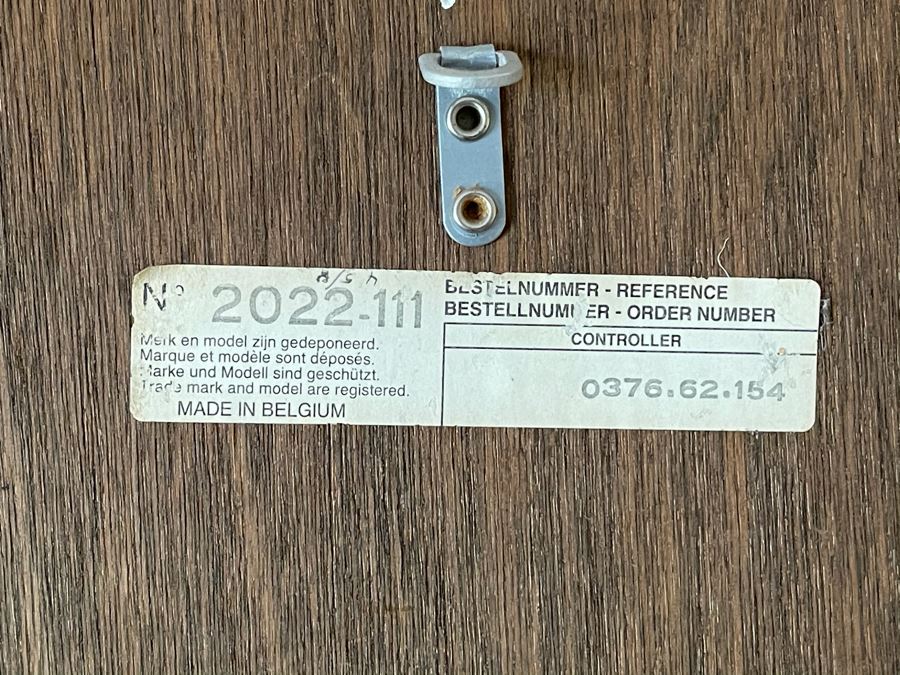 N° 2022-111
Merk en model zijn gedeponeerd.
Marque et modèle sont déposés.
Marke und Modell sind geschützt.
Trade mark and model are registered.
MADE IN BELGIUM
BESTELNUMMER - REFERENCE
BESTELLNUMMER - ORDER NUMBER
CONTROLLER
0376.62.154